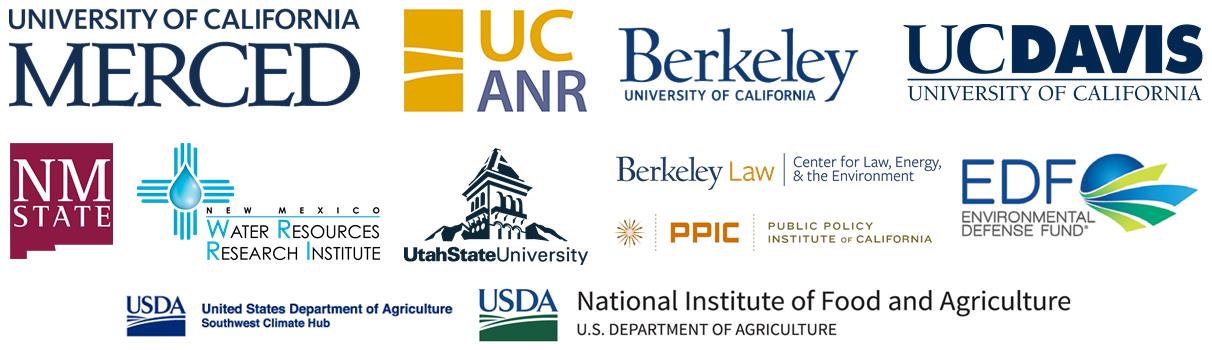 UNIVERSITY OF CALIFORNIA
MERCED
UC
ANR
Berkeley
UNIVERSITY OF CALIFORNIA
UCDAVIS
UNIVERSITY OF CALIFORNIA
NM
STATE
NEW MEXICO
WATER RESOURCES
RESEARCH INSTITUTE
UtahStateUniversity
Berkeley Law
Center for Law, Energy,
& the Environment
PPIC
PUBLIC POLICY
INSTITUTE OF CALIFORNIA
EDF
ENVIRONMENTAL
DEFENSE FUND®
USDA
United States Department of Agriculture
Southwest Climate Hub
USDA
National Institute of Food and Agriculture
U.S. DEPARTMENT OF AGRICULTURE